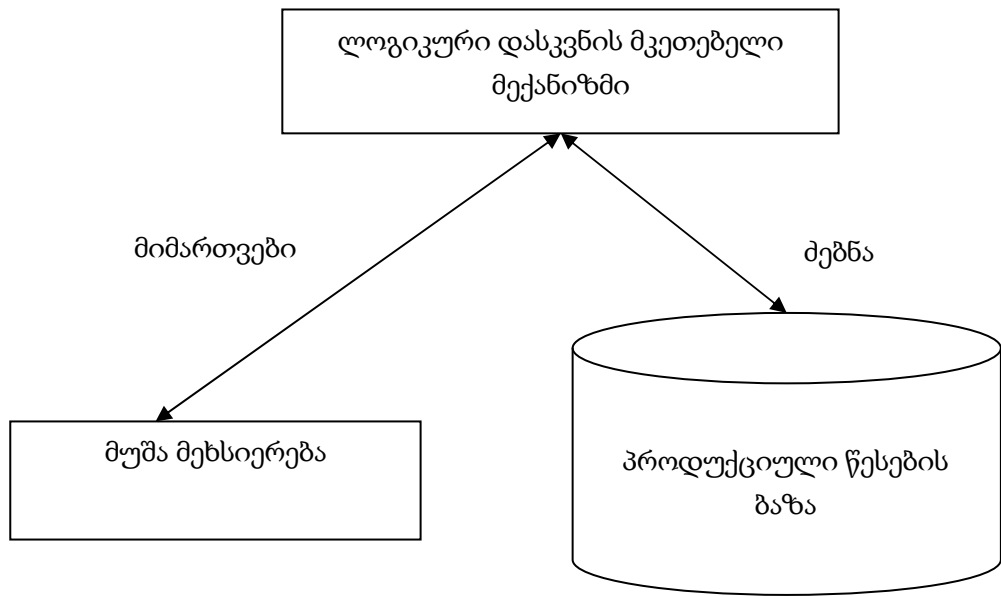 ლოგიკური დასკვნის მკეთებელი
მექანიზმი
მიმართვები
ძებნა
მუშა მეხსიერება
პროდუქციული წესების
ბაზა